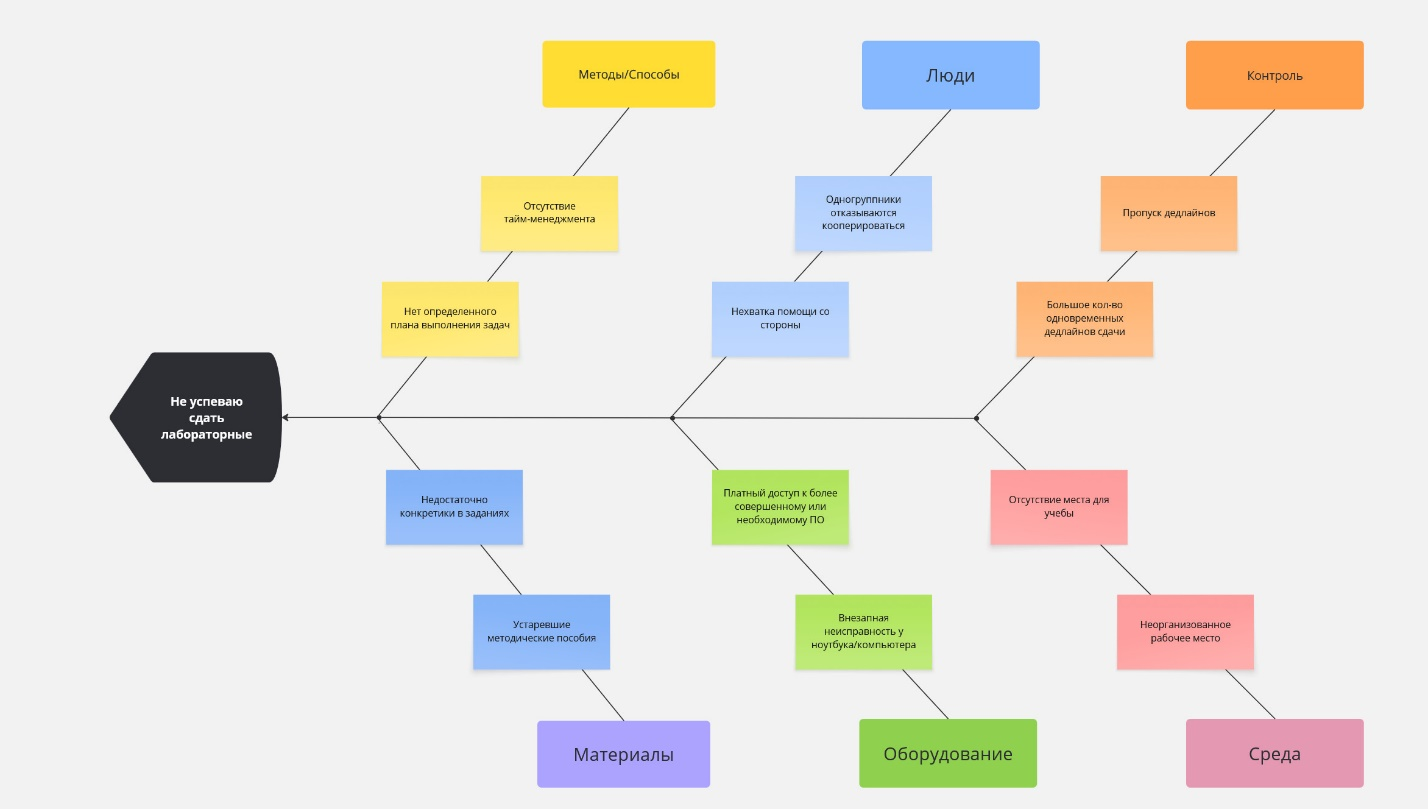 Методы/Способы
Люди
Контроль
Отсутствие
тайм-менеджмента
Одногруппники
отказываются
кооперироваться
Пропуск дедлайнов
Нет определенного
плана выполнения задач
Нехватка помощи со
стороны
Большое кол-во
одновременных
дедлайнов сдачи
Не успеваю
сдать
лабораторные
Недостаточно
конкретики в заданиях
Платный доступ к более
совершенному или
необходимому ПО
Отсутствие места для
учебы
Устаревшие
методические пособия
Внезапная
неисправность у
ноутбука/компьютера
Неорганизованное
рабочее место
Материалы
Оборудование
Среда